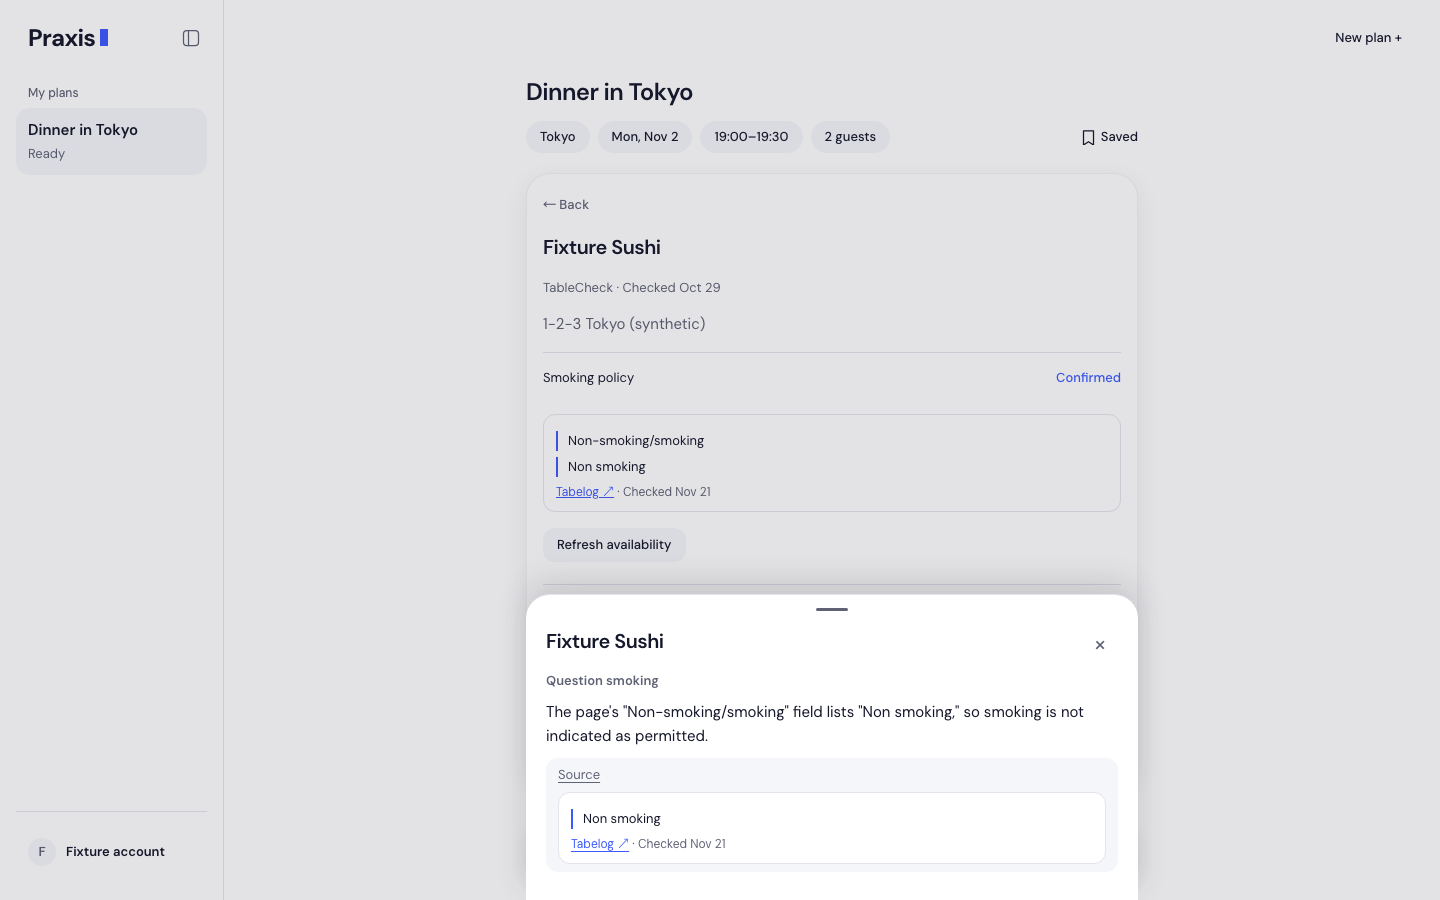 Praxis
New plan +
My plans
Dinner in Tokyo
Ready
Dinner in Tokyo
Tokyo
Mon, Nov 2
19:00–19:30
2 guests
Saved
← Back
Fixture Sushi
TableCheck · Checked Oct 29
1-2-3 Tokyo (synthetic)
Smoking policy
Confirmed
Non-smoking/smoking
Non smoking
Tabelog ↗ · Checked Nov 21
Refresh availability
Fixture Sushi
×
Question smoking
The page's "Non-smoking/smoking" field lists "Non smoking," so smoking is not
indicated as permitted.
Source
Non smoking
Tabelog ↗ · Checked Nov 21
F
Fixture account